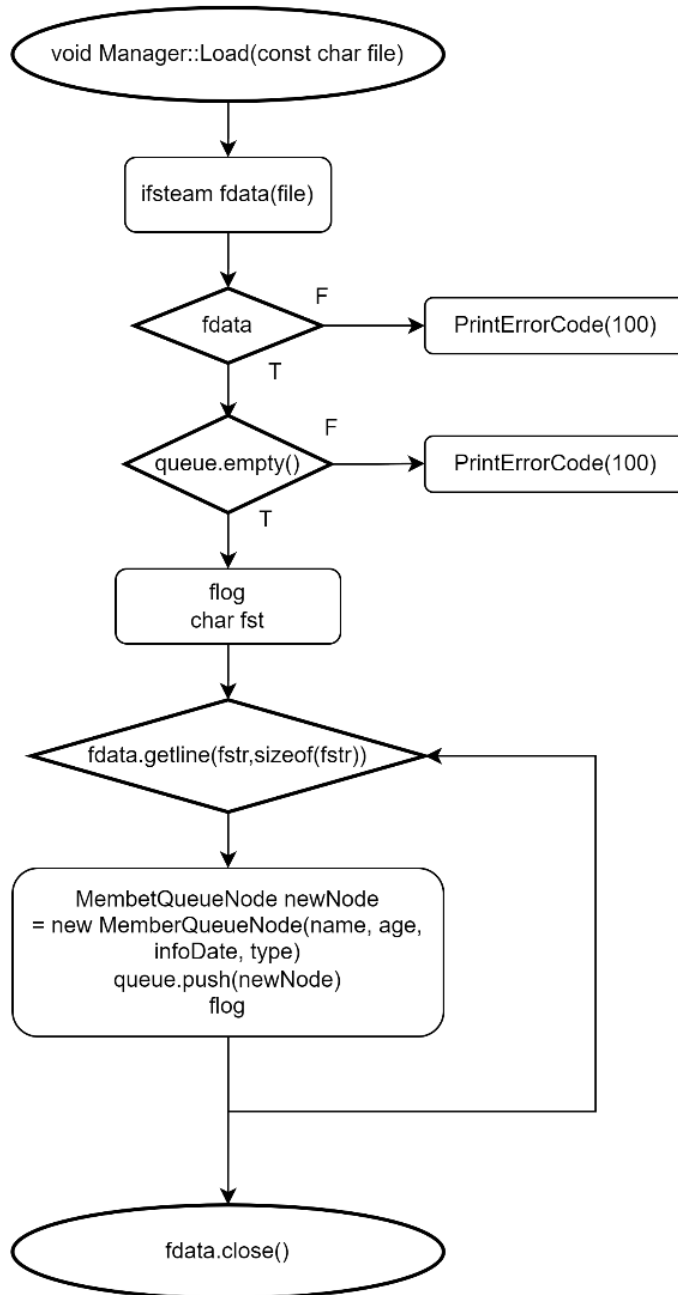 void Manager::Load(const char file)
ifsteam fdata(file)
fdata
F
PrintErrorCode(100)
T
queue.empty()
F
PrintErrorCode(100)
T
flog
char fst
fdata.getline(fstr,sizeof(fstr))
MembetQueueNode newNode
= new MemberQueueNode(name, age,
infoDate, type)
queue.push(newNode)
flog
fdata.close()